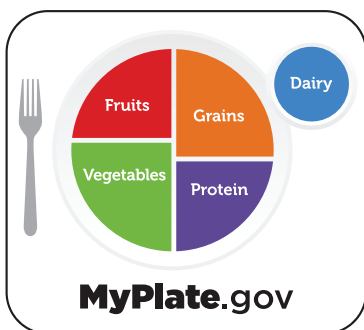 Dairy
Fruits
Grains
Vegetables
Protein
MyPlate.gov